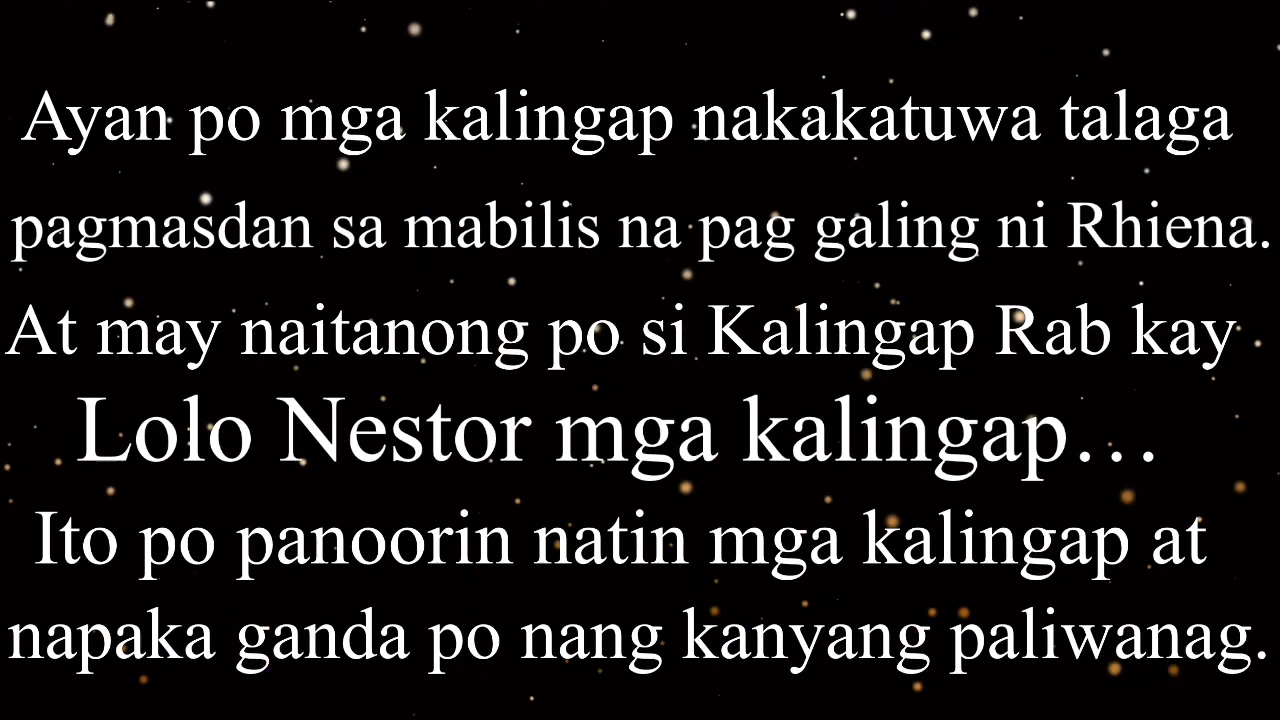 Ayan po mga kalingap nakakatuwa talaga
pagmasdan sa mabilis na pag galing ni Rhiena.
At may naitanong po si Kalingap Rab kay
Lolo Nestor mga kalingap…
Ito po panoorin natin mga kalingap at
napaka ganda po nang kanyang paliwanag.